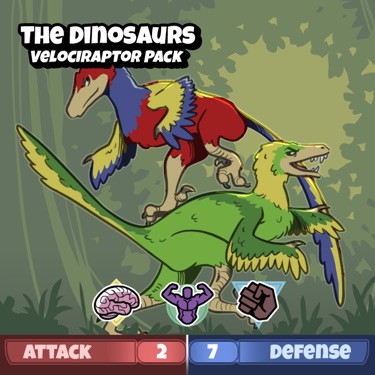 THE DINOSAURS
VELOCIRAPTOR PACK
ATTACK 2 7 DEFENSE